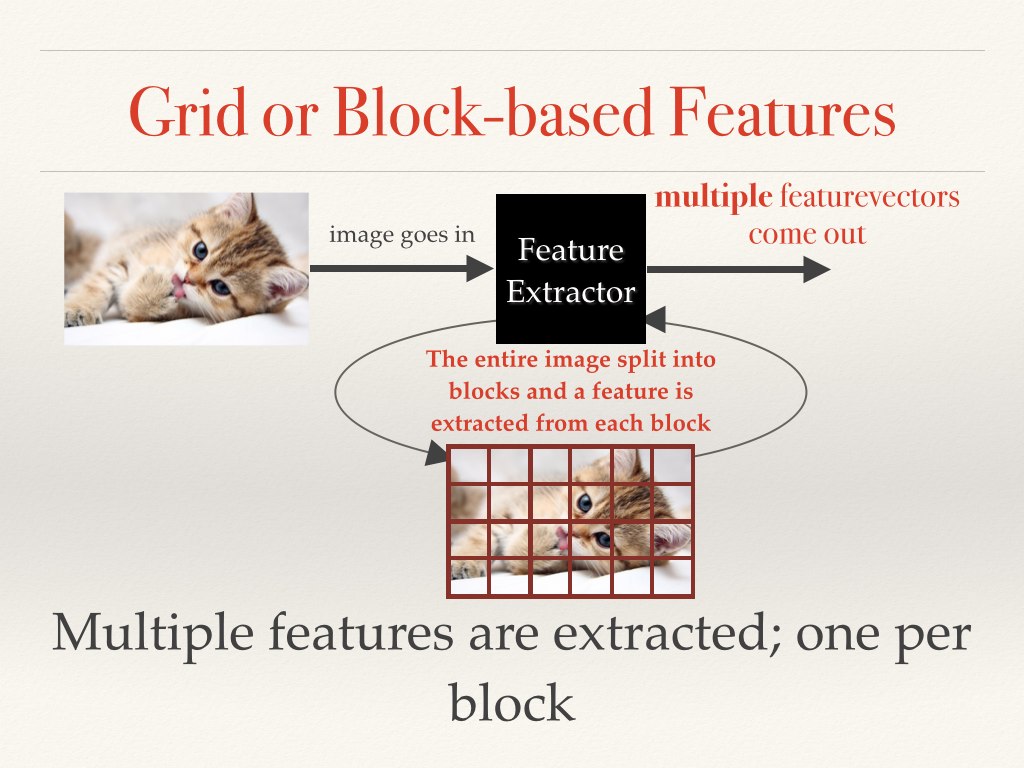 Grid or Block-based Features
image goes in
Feature
Extractor
multiple featurevectors
come out
The entire image split into
blocks and a feature is
extracted from each block
Multiple features are extracted; one per
block